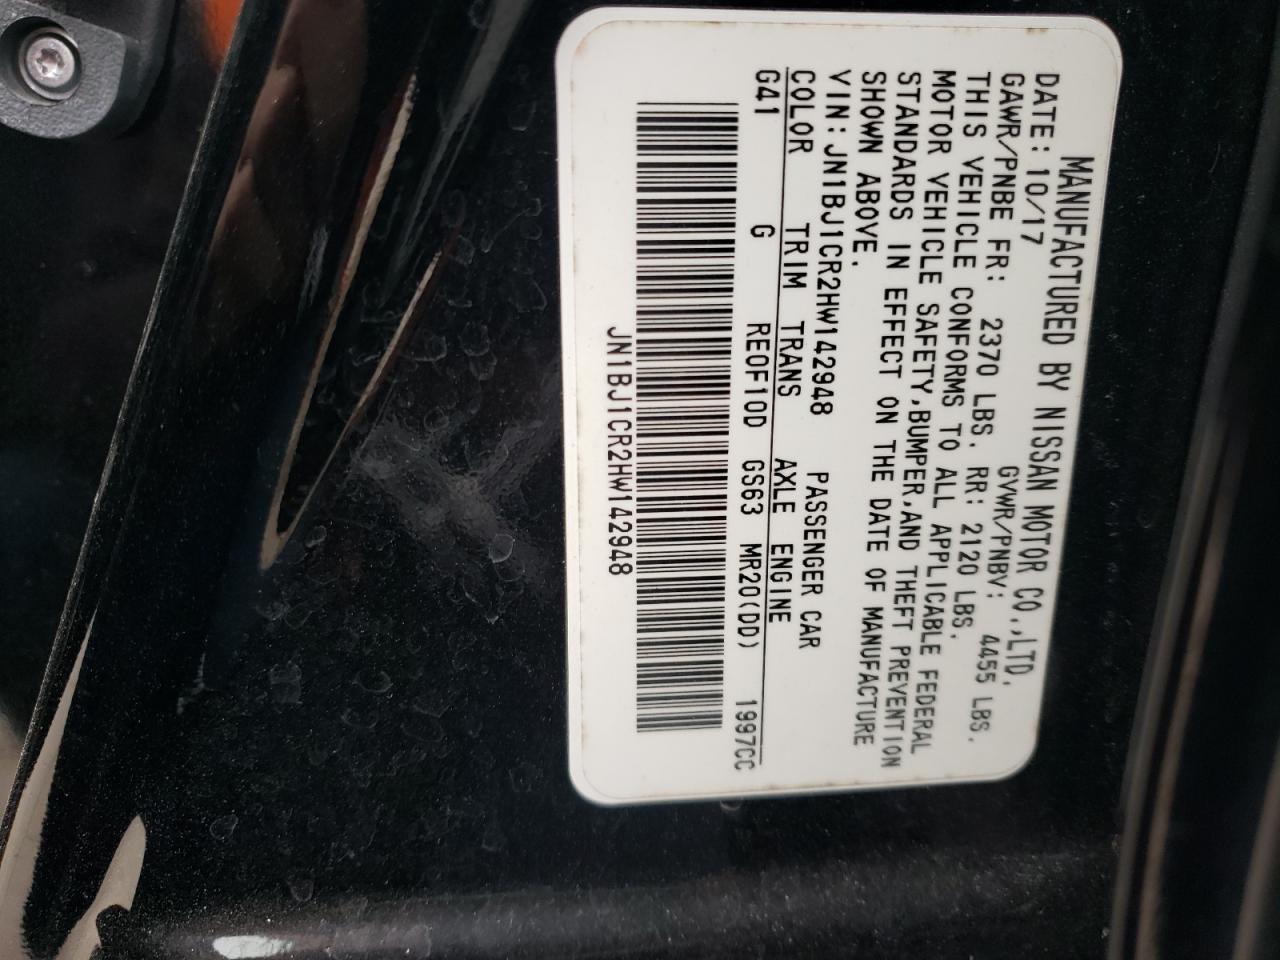 MANUFACTURED BY NISSAN MOTOR CO.,LTD.
DATE: 10/17 GVWR/PNBV: 4455 LBS.
GAWR/PNBE FR: 2370 LBS. RR: 2120 LBS.
THIS VEHICLE CONFORMS TO ALL APPLICABLE FEDERAL
MOTOR VEHICLE SAFETY,BUMPER,AND THEFT PREVENTION
STANDARDS IN EFFECT ON THE DATE OF MANUFACTURE
SHOWN ABOVE.
VIN: JN1BJ1CR2HW142948 PASSENGER CAR
COLOR TRIM TRANS AXLE ENGINE
G41 G RE0F10D GS63 MR20(DD) 1997CC
JN1BJ1CR2HW142948